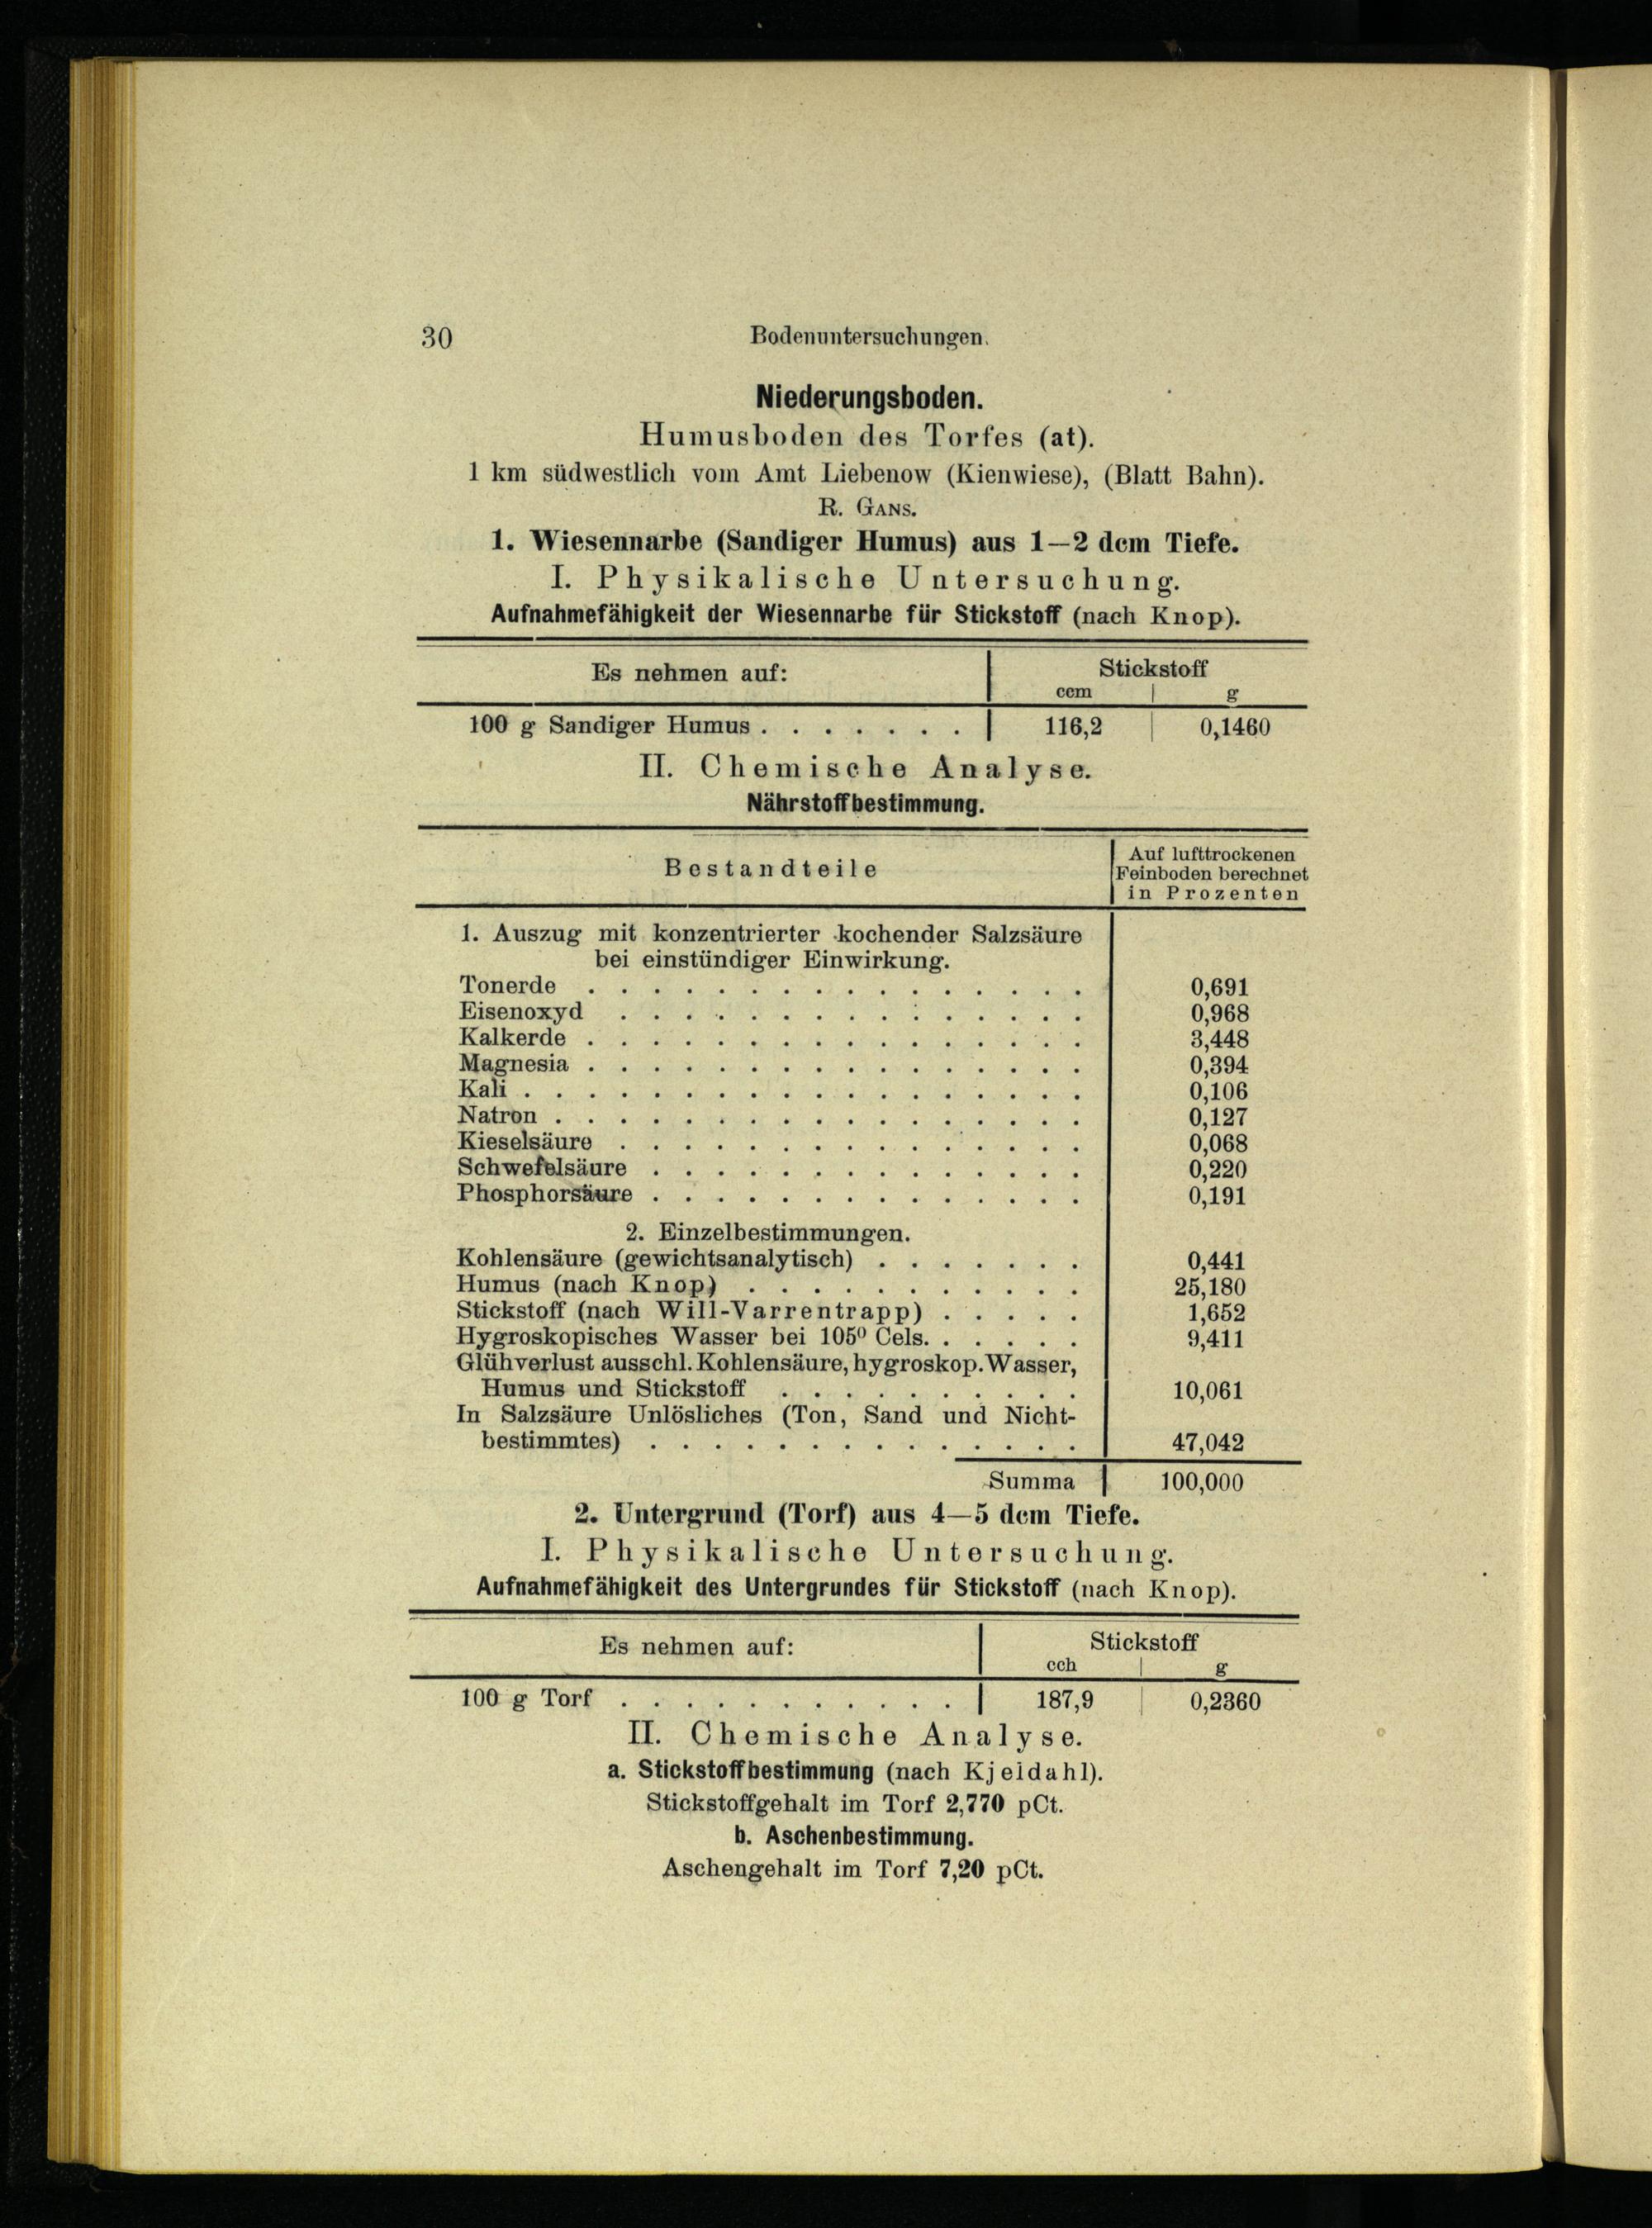 30
Bodenuntersuchungen.
Niederungsboden.
Humusboden des Torfes (at).
1 km südwestlich vom Amt Liebenow (Kienwiese), (Blatt Bahn).
R. GANS.
1. Wiesennarbe (Sandiger Humus) aus 1—2 dcm Tiefe.
I. Physikalische Untersuchung.
Aufnahmefähigkeit der Wiesennarbe für Stickstoff (nach Knop).
Es nehmen auf: Stickstoff
ccm g
100 g Sandiger Humus . . . . . . . 116,2 0,1460
II. Chemische Analyse.
Nährstoffbestimmung.
Bestandteile
Auf lufttrockenen
Feinboden berechnet
in Prozenten
1. Auszug mit konzentrierter kochender Salzsäure
bei einstündiger Einwirkung.
Tonerde . . . . . . . . . . . . . . . . 0,691
Eisenoxyd . . . . . . . . . . . . . . . 0,968
Kalkerde . . . . . . . . . . . . . . . . 3,448
Magnesia . . . . . . . . . . . . . . . . 0,394
Kali . . . . . . . . . . . . . . . . . . 0,106
Natron . . . . . . . . . . . . . . . . . 0,127
Kieselsäure . . . . . . . . . . . . . . . 0,068
Schwefelsäure . . . . . . . . . . . . . . 0,220
Phosphorsäure . . . . . . . . . . . . . . 0,191
2. Einzelbestimmungen.
Kohlensäure (gewichtsanalytisch) . . . . . . . 0,441
Humus (nach Knop) . . . . . . . . . . . 25,180
Stickstoff (nach Will-Varrentrapp) . . . . . 1,652
Hygroskopisches Wasser bei 105⁰ Cels. . . . . . 9,411
Glühverlust ausschl. Kohlensäure, hygroskop. Wasser,
Humus und Stickstoff . . . . . . . . . . 10,061
In Salzsäure Unlösliches (Ton, Sand und Nicht-
bestimmtes) . . . . . . . . . . . . . . 47,042
Summa 100,000
2. Untergrund (Torf) aus 4—5 dcm Tiefe.
I. Physikalische Untersuchung.
Aufnahmefähigkeit des Untergrundes für Stickstoff (nach Knop).
Es nehmen auf: Stickstoff
cch g
100 g Torf . . . . . . . . . . . 187,9 0,2360
II. Chemische Analyse.
a. Stickstoffbestimmung (nach Kjeldahl).
Stickstoffgehalt im Torf 2,770 pCt.
b. Aschenbestimmung.
Aschengehalt im Torf 7,20 pCt.